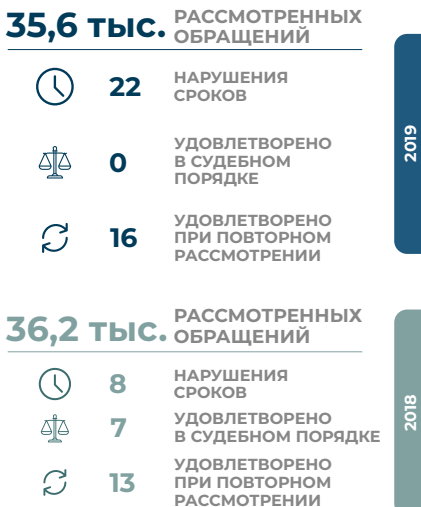 35,6 тыс. РАССМОТРЕННЫХ
ОБРАЩЕНИЙ
22 НАРУШЕНИЯ
СРОКОВ
0 УДОВЛЕТВОРЕНО
В СУДЕБНОМ
ПОРЯДКЕ
16 УДОВЛЕТВОРЕНО
ПРИ ПОВТОРНОМ
РАССМОТРЕНИИ
2019
36,2 тыс. РАССМОТРЕННЫХ
ОБРАЩЕНИЙ
8 НАРУШЕНИЯ
СРОКОВ
7 УДОВЛЕТВОРЕНО
В СУДЕБНОМ ПОРЯДКЕ
13 УДОВЛЕТВОРЕНО
ПРИ ПОВТОРНОМ
РАССМОТРЕНИИ
2018